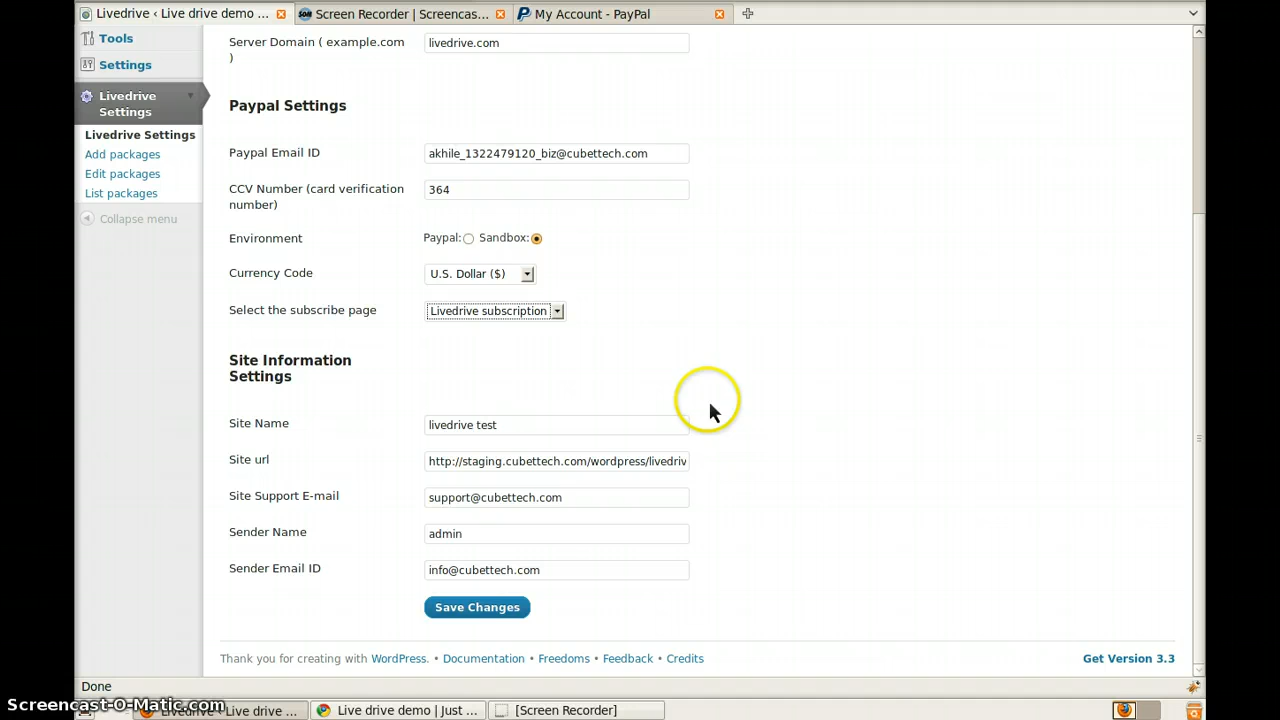 Livedrive ‹ Live drive demo ...
Screen Recorder | Screencas...
My Account - PayPal
Tools
Settings
Livedrive
Settings
Livedrive Settings
Add packages
Edit packages
List packages
Collapse menu
Server Domain ( example.com
)
livedrive.com
Paypal Settings
Paypal Email ID
akhile_1322479120_biz@cubettech.com
CCV Number (card verification
number)
364
Environment
Paypal: Sandbox:
Currency Code
U.S. Dollar ($)
Select the subscribe page
Livedrive subscription
Site Information
Settings
Site Name
livedrive test
Site url
http://staging.cubettech.com/wordpress/livedriv
Site Support E-mail
support@cubettech.com
Sender Name
admin
Sender Email ID
info@cubettech.com
Save Changes
Thank you for creating with WordPress. • Documentation • Freedoms • Feedback • Credits
Get Version 3.3
Done
Screencast-O-Matic.com
Livedrive ‹ Live drive ...
Live drive demo | Just ...
[Screen Recorder]